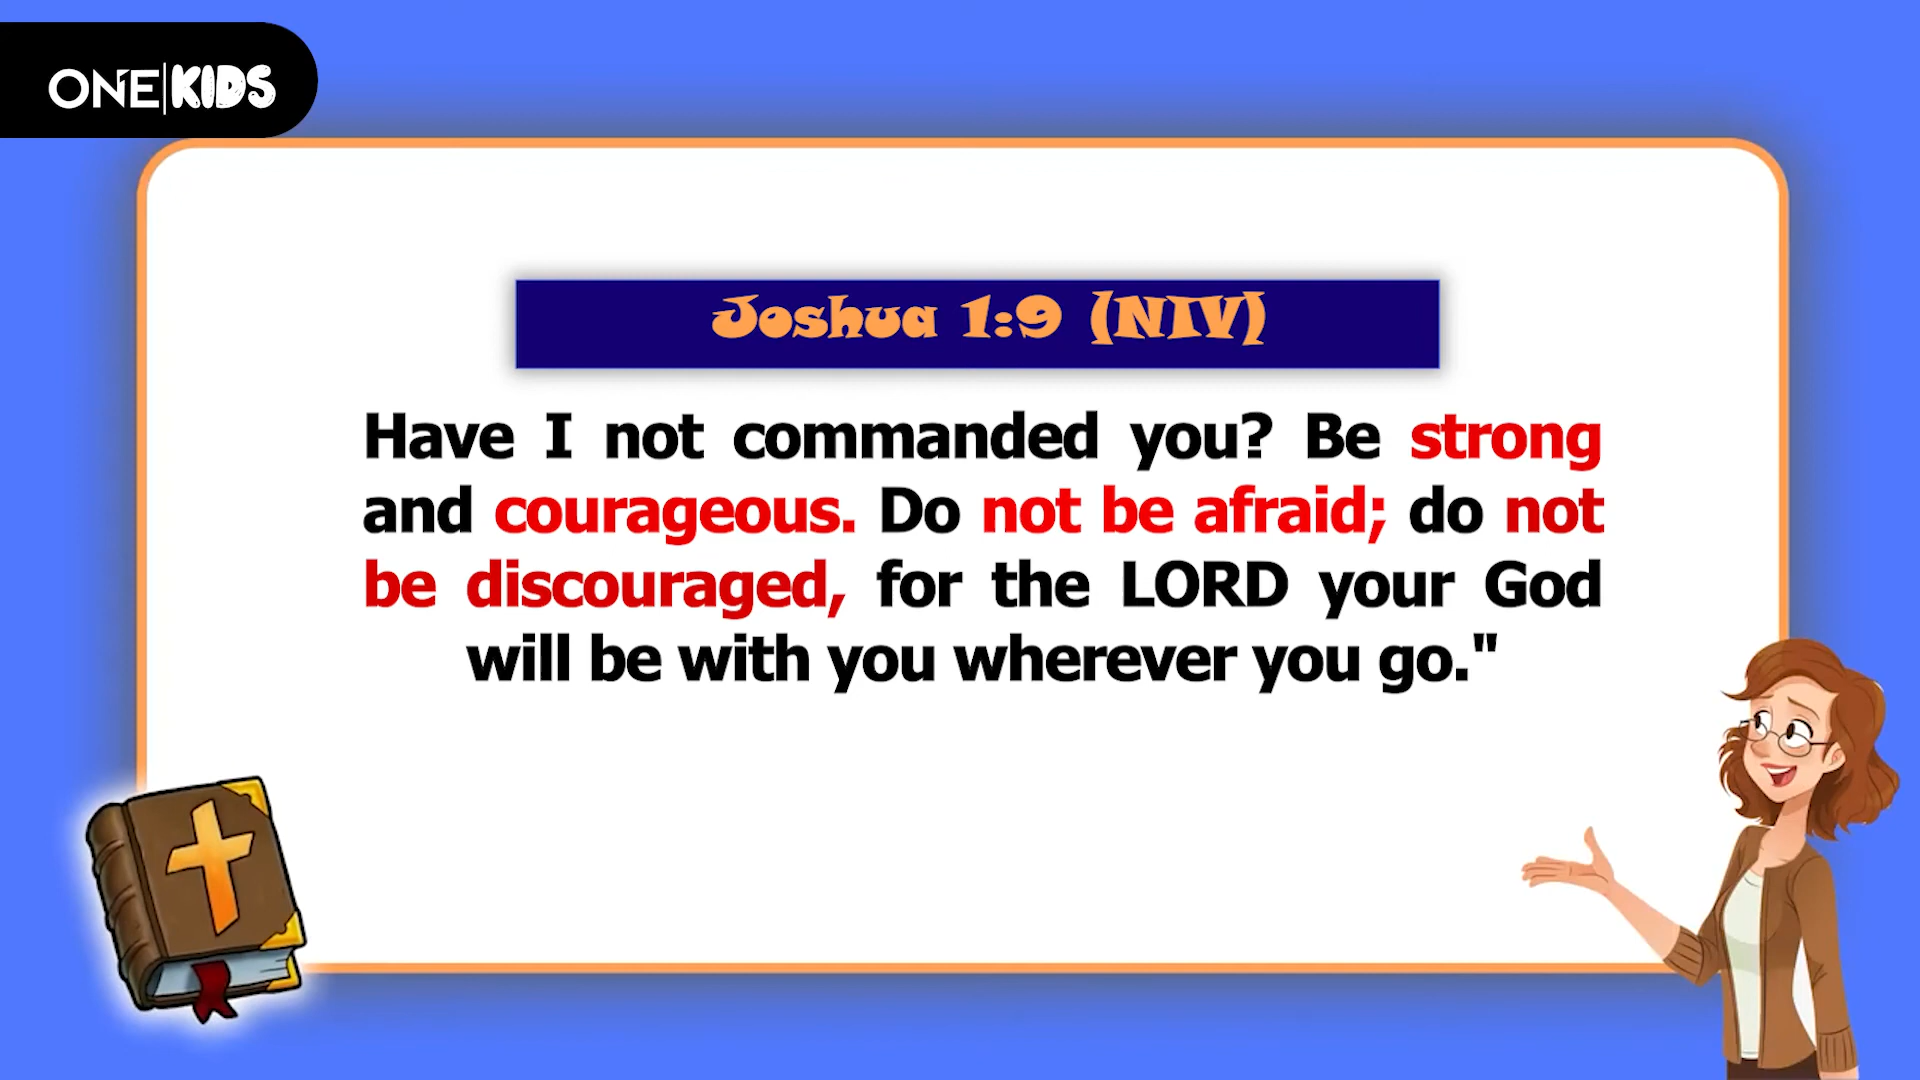 ONE|KIDS
Joshua 1:9 (NIV)
Have I not commanded you? Be strong
and courageous. Do not be afraid; do not
be discouraged, for the LORD your God
will be with you wherever you go."